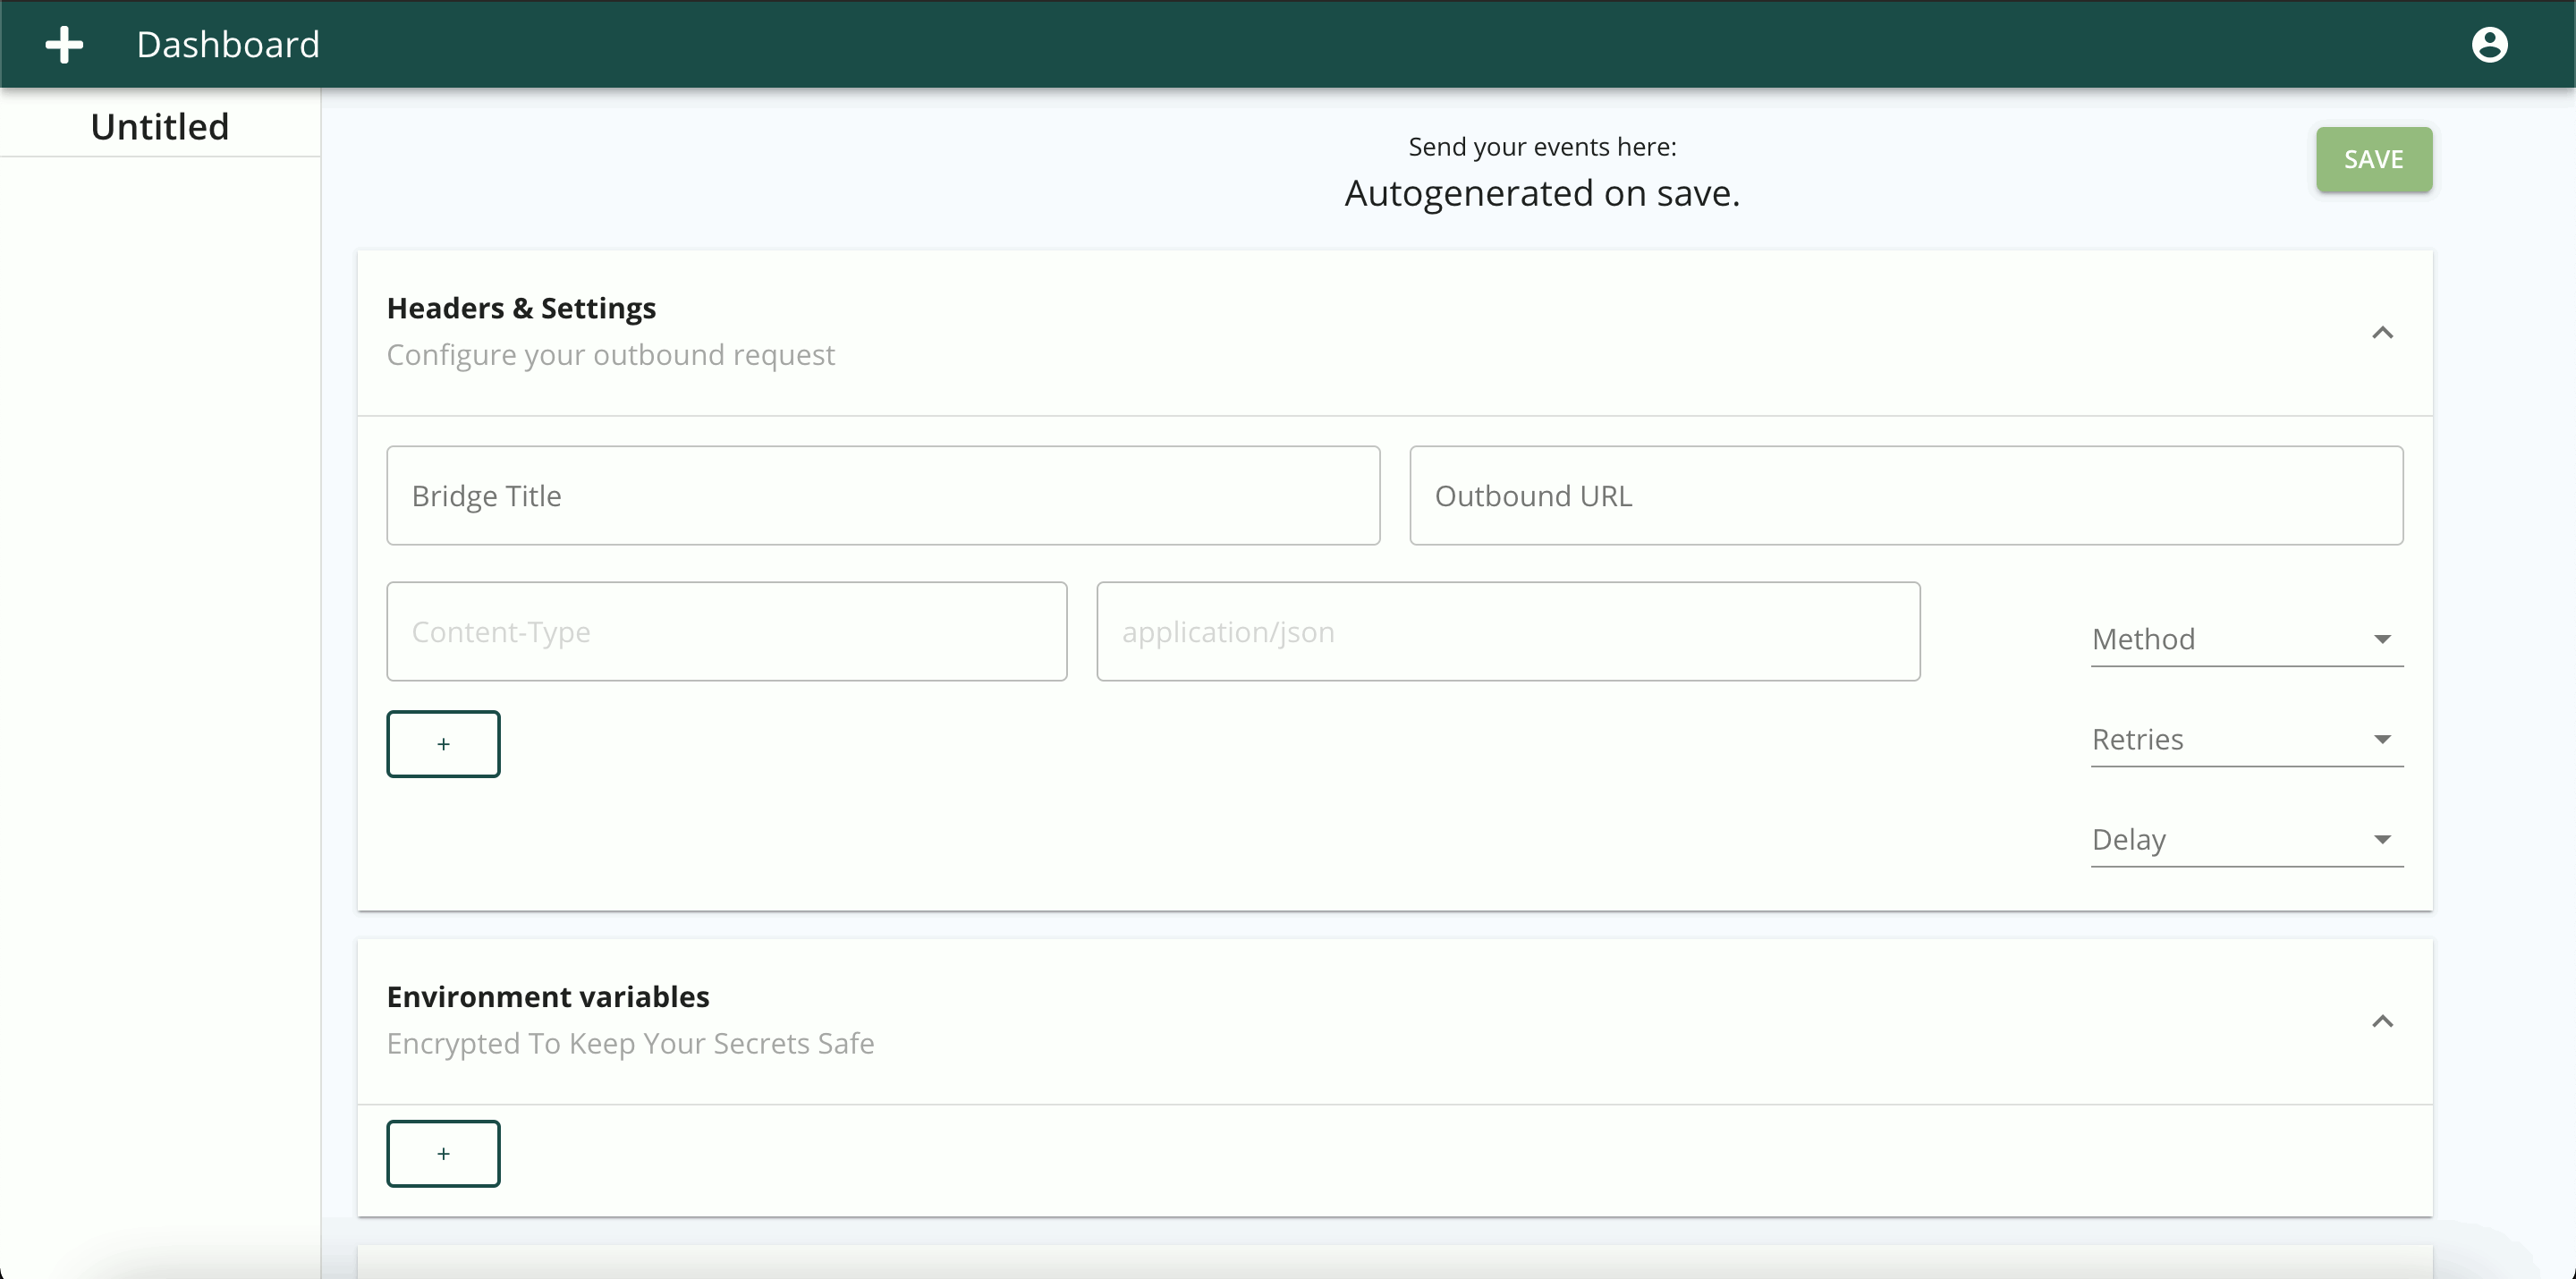 Dashboard
Untitled
Send your events here:
Autogenerated on save.
SAVE
Headers & Settings
Configure your outbound request
Bridge Title
Outbound URL
Content-Type
application/json
Method
+
Retries
Delay
Environment variables
Encrypted To Keep Your Secrets Safe
+